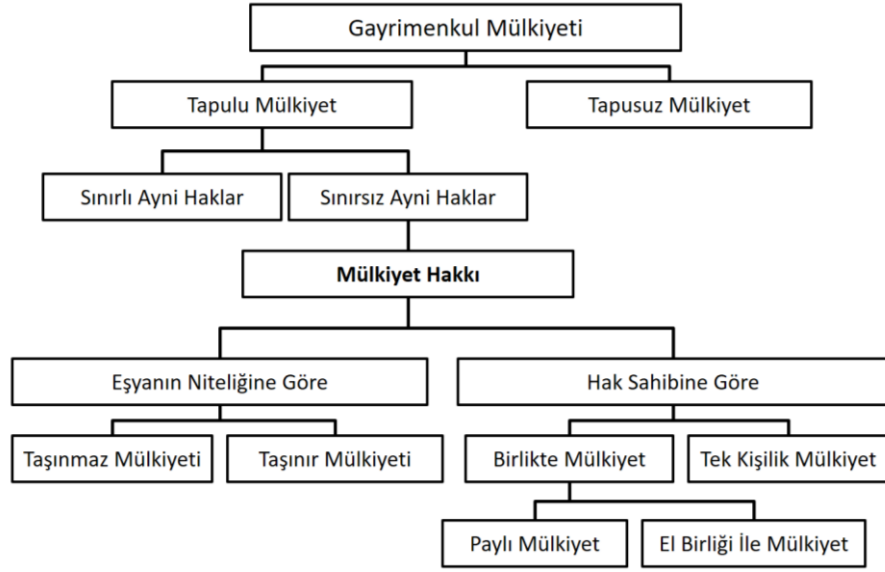 Gayrimenkul Mülkiyeti
Tapulu Mülkiyet
Tapusuz Mülkiyet
Sınırlı Ayni Haklar
Sınırsız Ayni Haklar
Mülkiyet Hakkı
Eşyanın Niteliğine Göre
Hak Sahibine Göre
Taşınmaz Mülkiyeti
Taşınır Mülkiyeti
Birlikte Mülkiyet
Tek Kişilik Mülkiyet
Paylı Mülkiyet
El Birliği İle Mülkiyet